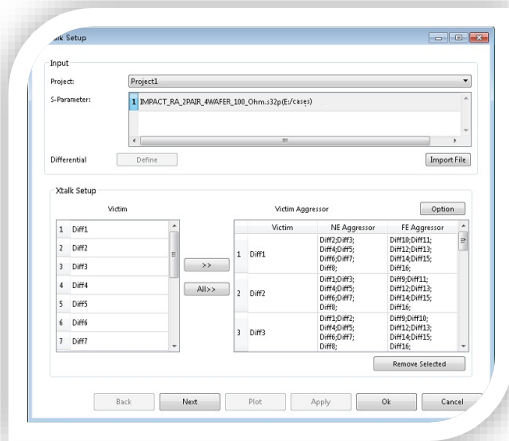 Setup
Input
Project: Project1
S-Parameter: 1 IMPACT_RA_2PAIR_4WAFER_100_Ohm.s32p(E:/cases)
Differential Define Import File
Xtalk Setup
Victim Victim Aggressor Option
Victim NE Aggressor FE Aggressor
1 Diff1
2 Diff2
3 Diff3
4 Diff4
5 Diff5
6 Diff6
7 Diff7
>>
All>>
1 Diff1 Diff2;Diff3; Diff10;Diff11;
Diff4;Diff5; Diff12;Diff13;
Diff6;Diff7; Diff14;Diff15;
Diff8; Diff16;
2 Diff2 Diff1;Diff3; Diff9;Diff11;
Diff4;Diff5; Diff12;Diff13;
Diff6;Diff7; Diff14;Diff15;
Diff8; Diff16;
3 Diff3 Diff1;Diff2; Diff9;Diff10;
Diff4;Diff5; Diff12;Diff13;
Diff6;Diff7; Diff14;Diff15;
Diff8; Diff16;
Remove Selected
Back Next Plot Apply Ok Cancel